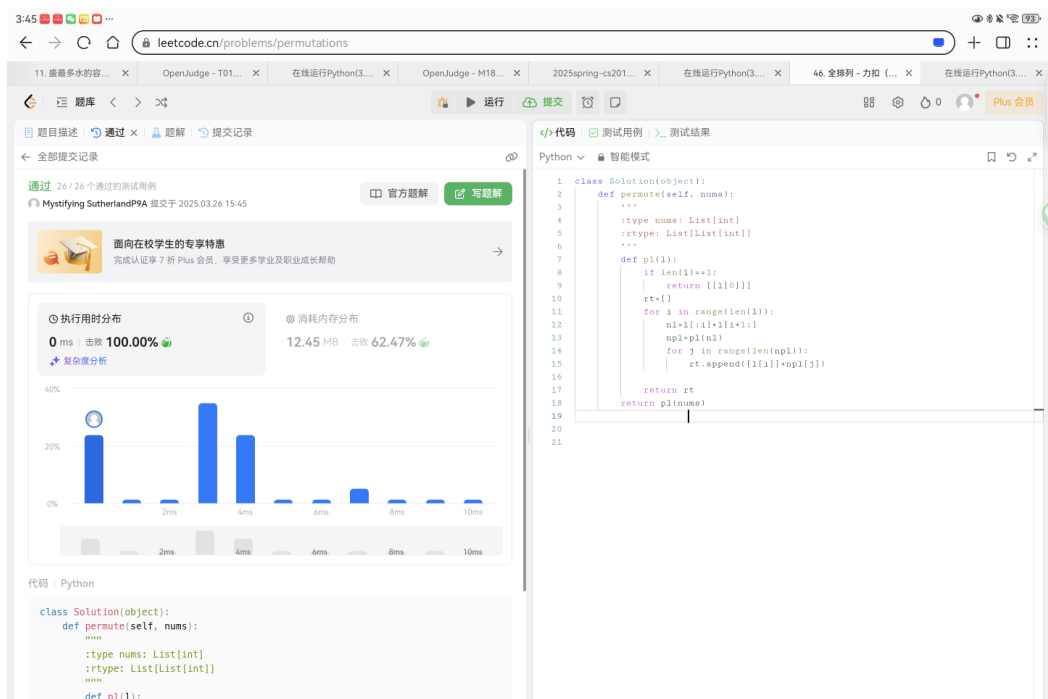 3:45 ··· 93
leetcode.cn/problems/permutations
11. 盛最多水的容... × OpenJudge - T01... × 在线运行Python(3.... × OpenJudge - M18... × 2025spring-cs201... × 在线运行Python(3.... × 46. 全排列 - 力扣（... × 在线运行Python(3.... ×
题库 运行 提交 0 Plus 会员
题目描述 通过 × 题解 提交记录
全部提交记录
通过 26 / 26 个通过的测试用例
Mystifying SutherlandP9A 提交于 2025.03.26 15:45
官方题解 写题解
面向在校学生的专享特惠
完成认证享 7 折 Plus 会员，享受更多学业及职业成长帮助
执行用时分布
0 ms 击败 100.00%
复杂度分析
消耗内存分布
12.45 MB 击败 62.47%
40%
20%
0%
2ms 4ms 6ms 8ms 10ms
2ms 4ms 6ms 8ms 10ms
代码 Python
class Solution(object):
def permute(self, nums):
"""
:type nums: List[int]
:rtype: List[List[int]]
"""
def pl(l):
</>代码 测试用例 >_ 测试结果
Python 智能模式
1 class Solution(object):
2 def permute(self, nums):
3 """
4 :type nums: List[int]
5 :rtype: List[List[int]]
6 """
7 def pl(l):
8 if len(l)==1:
9 return [[l[0]]]
10 rt=[]
11 for i in range(len(l)):
12 nl=l[:i]+l[i+1:]
13 npl=pl(nl)
14 for j in range(len(npl)):
15 rt.append([l[i]]+npl[j])
16
17 return rt
18 return pl(nums)
19
20
21